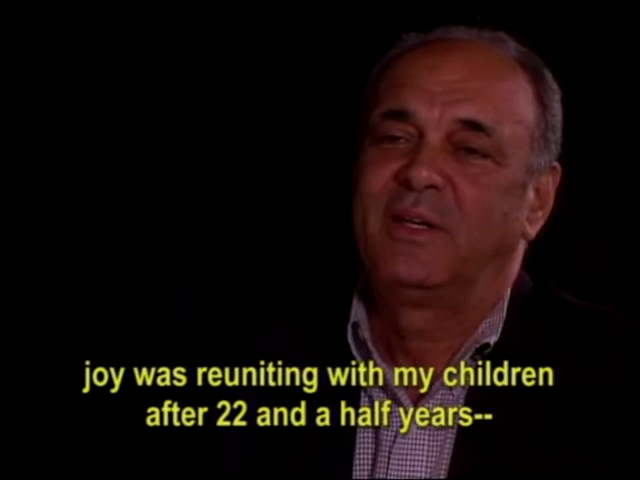 joy was reuniting with my children
after 22 and a half years--